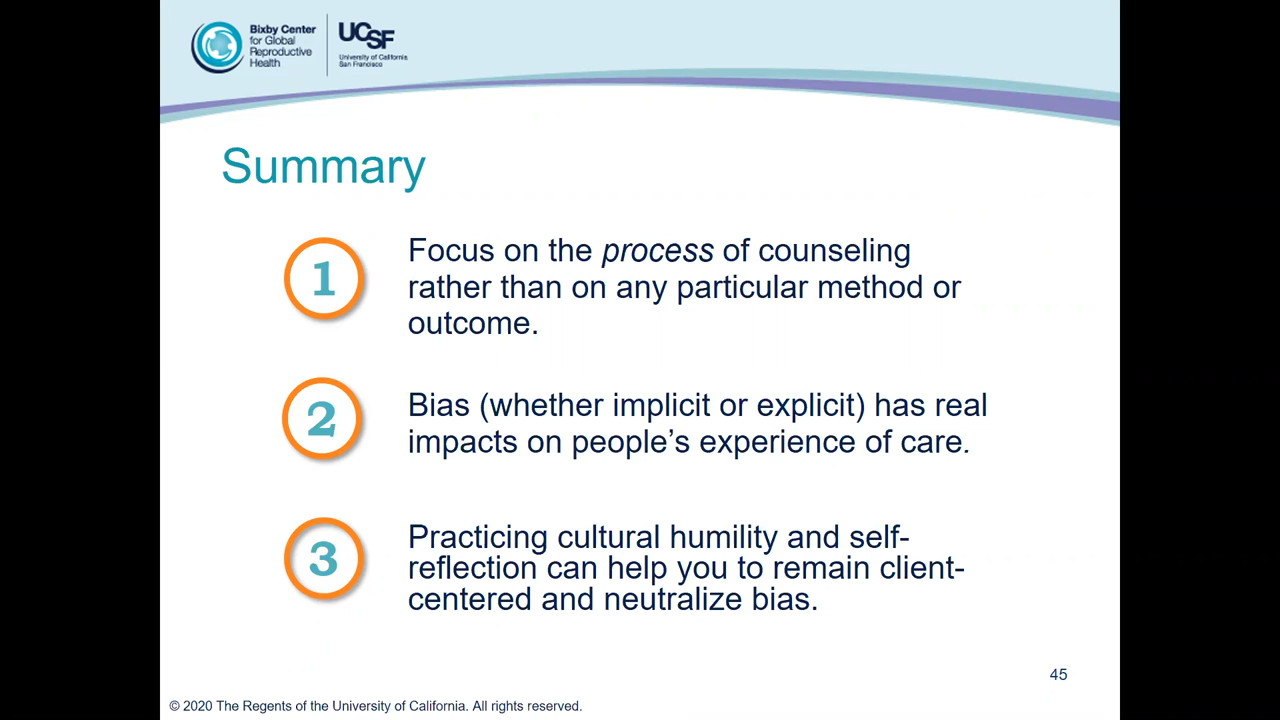 Bixby Center
for Global
Reproductive
Health
UCSF
University of California
San Francisco
Summary
1
Focus on the process of counseling
rather than on any particular method or
outcome.
2
Bias (whether implicit or explicit) has real
impacts on people’s experience of care.
3
Practicing cultural humility and self-
reflection can help you to remain client-
centered and neutralize bias.
45
© 2020 The Regents of the University of California. All rights reserved.